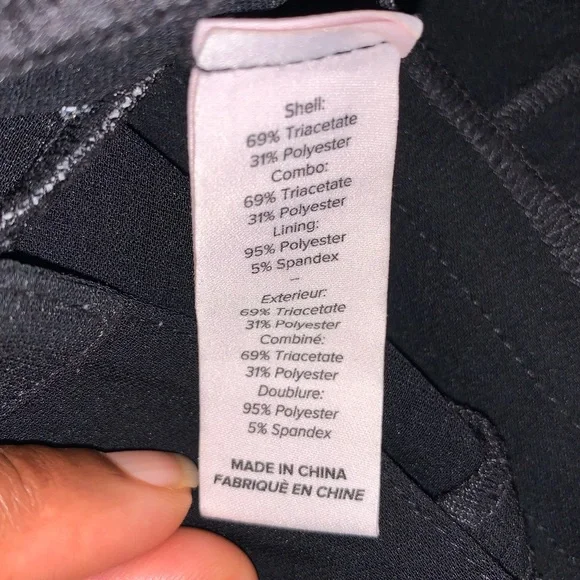 Shell:
69% Triacetate
31% Polyester
Combo:
69% Triacetate
31% Polyester
Lining:
95% Polyester
5% Spandex
–
Exterieur:
69% Triacetate
31% Polyester
Combiné:
69% Triacetate
31% Polyester
Doublure:
95% Polyester
5% Spandex
MADE IN CHINA
FABRIQUÈ EN CHINE